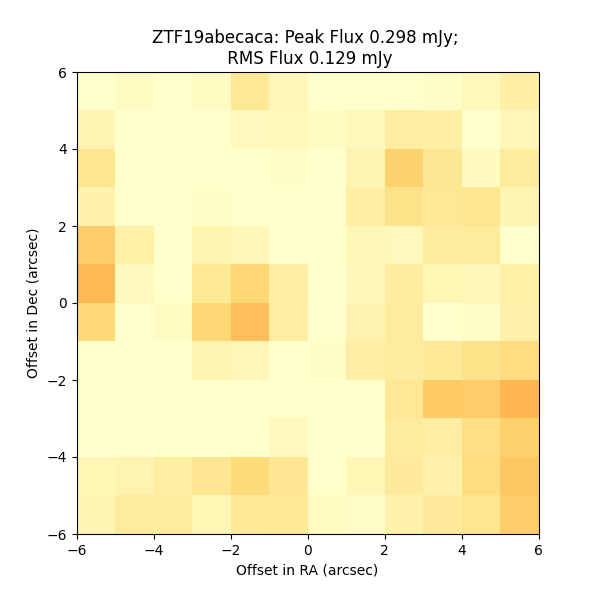 ZTF19abecaca: Peak Flux 0.298 mJy;
RMS Flux 0.129 mJy
6
4
2
0
−2
−4
−6
Offset in Dec (arcsec)
−6 −4 −2 0 2 4 6
Offset in RA (arcsec)